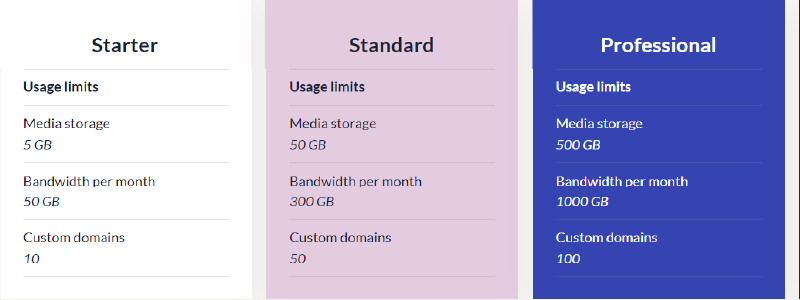 Starter
Usage limits
Media storage
5 GB
Bandwidth per month
50 GB
Custom domains
10
Standard
Usage limits
Media storage
50 GB
Bandwidth per month
300 GB
Custom domains
50
Professional
Usage limits
Media storage
500 GB
Bandwidth per month
1000 GB
Custom domains
100